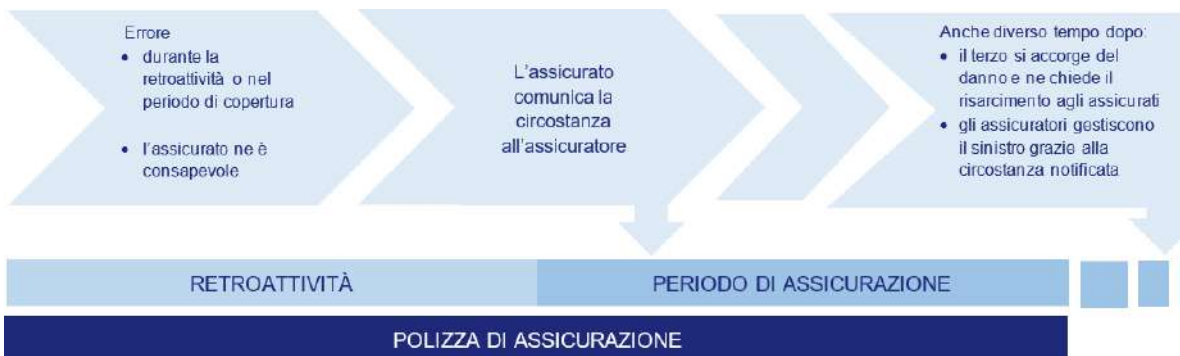 Errore
• durante la
retroattività o nel
periodo di copertura
• l'assicurato ne è
consapevole
L'assicurato
comunica la
circostanza
all'assicuratore
Anche diverso tempo dopo:
• il terzo si accorge del
danno e ne chiede il
risarcimento agli assicurati
• gli assicuratori gestiscono
il sinistro grazie alla
circostanza notificata
RETROATTIVITÀ
PERIODO DI ASSICURAZIONE
POLIZZA DI ASSICURAZIONE